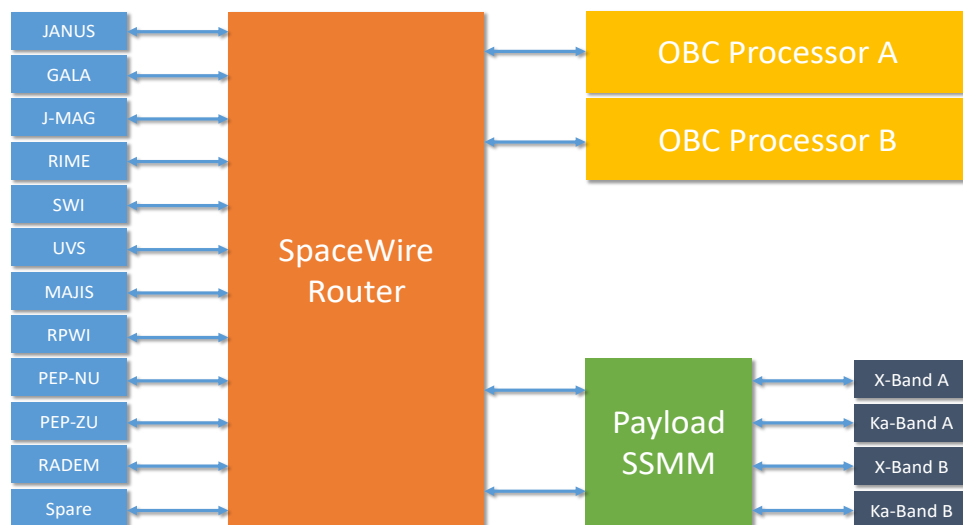 JANUS
GALA
J-MAG
RIME
SWI
UVS
MAJIS
RPWI
PEP-NU
PEP-ZU
RADEM
Spare
SpaceWire
Router
OBC Processor A
OBC Processor B
Payload
SSMM
X-Band A
Ka-Band A
X-Band B
Ka-Band B